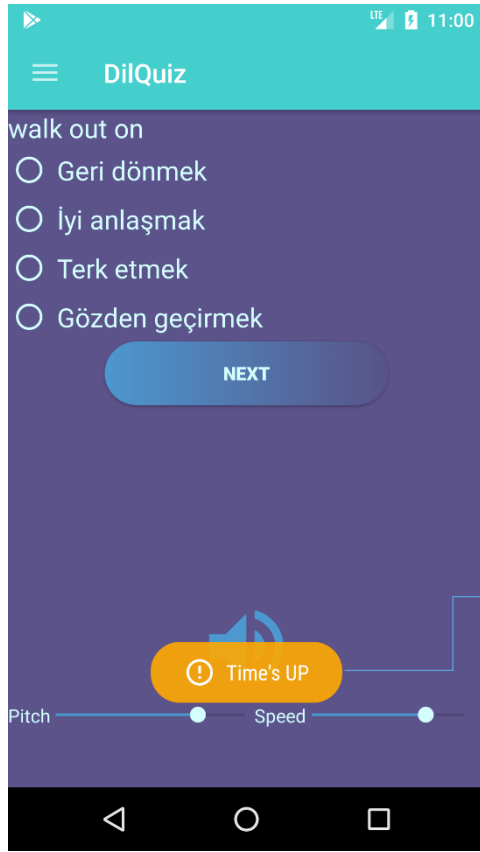 LTE 11:00
DilQuiz
walk out on
Geri dönmek
İyi anlaşmak
Terk etmek
Gözden geçirmek
NEXT
Time's UP
Pitch Speed